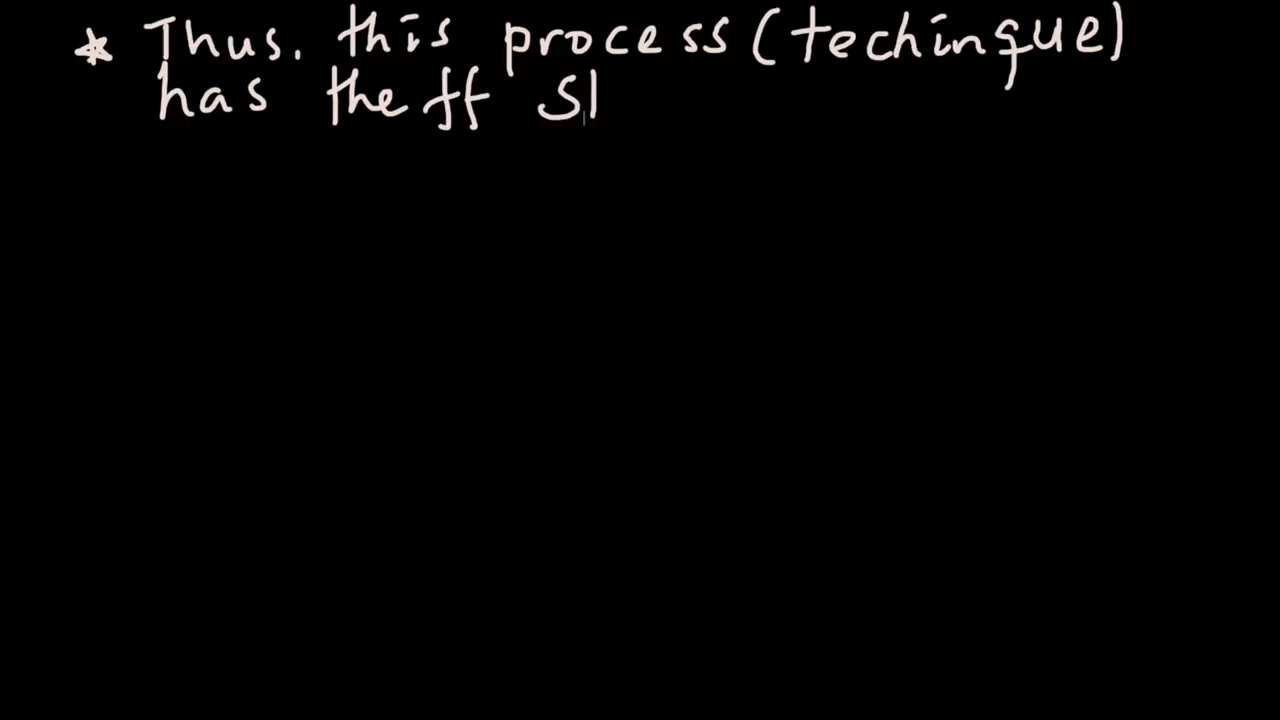 * Thus, this process (techinque)
has the ff